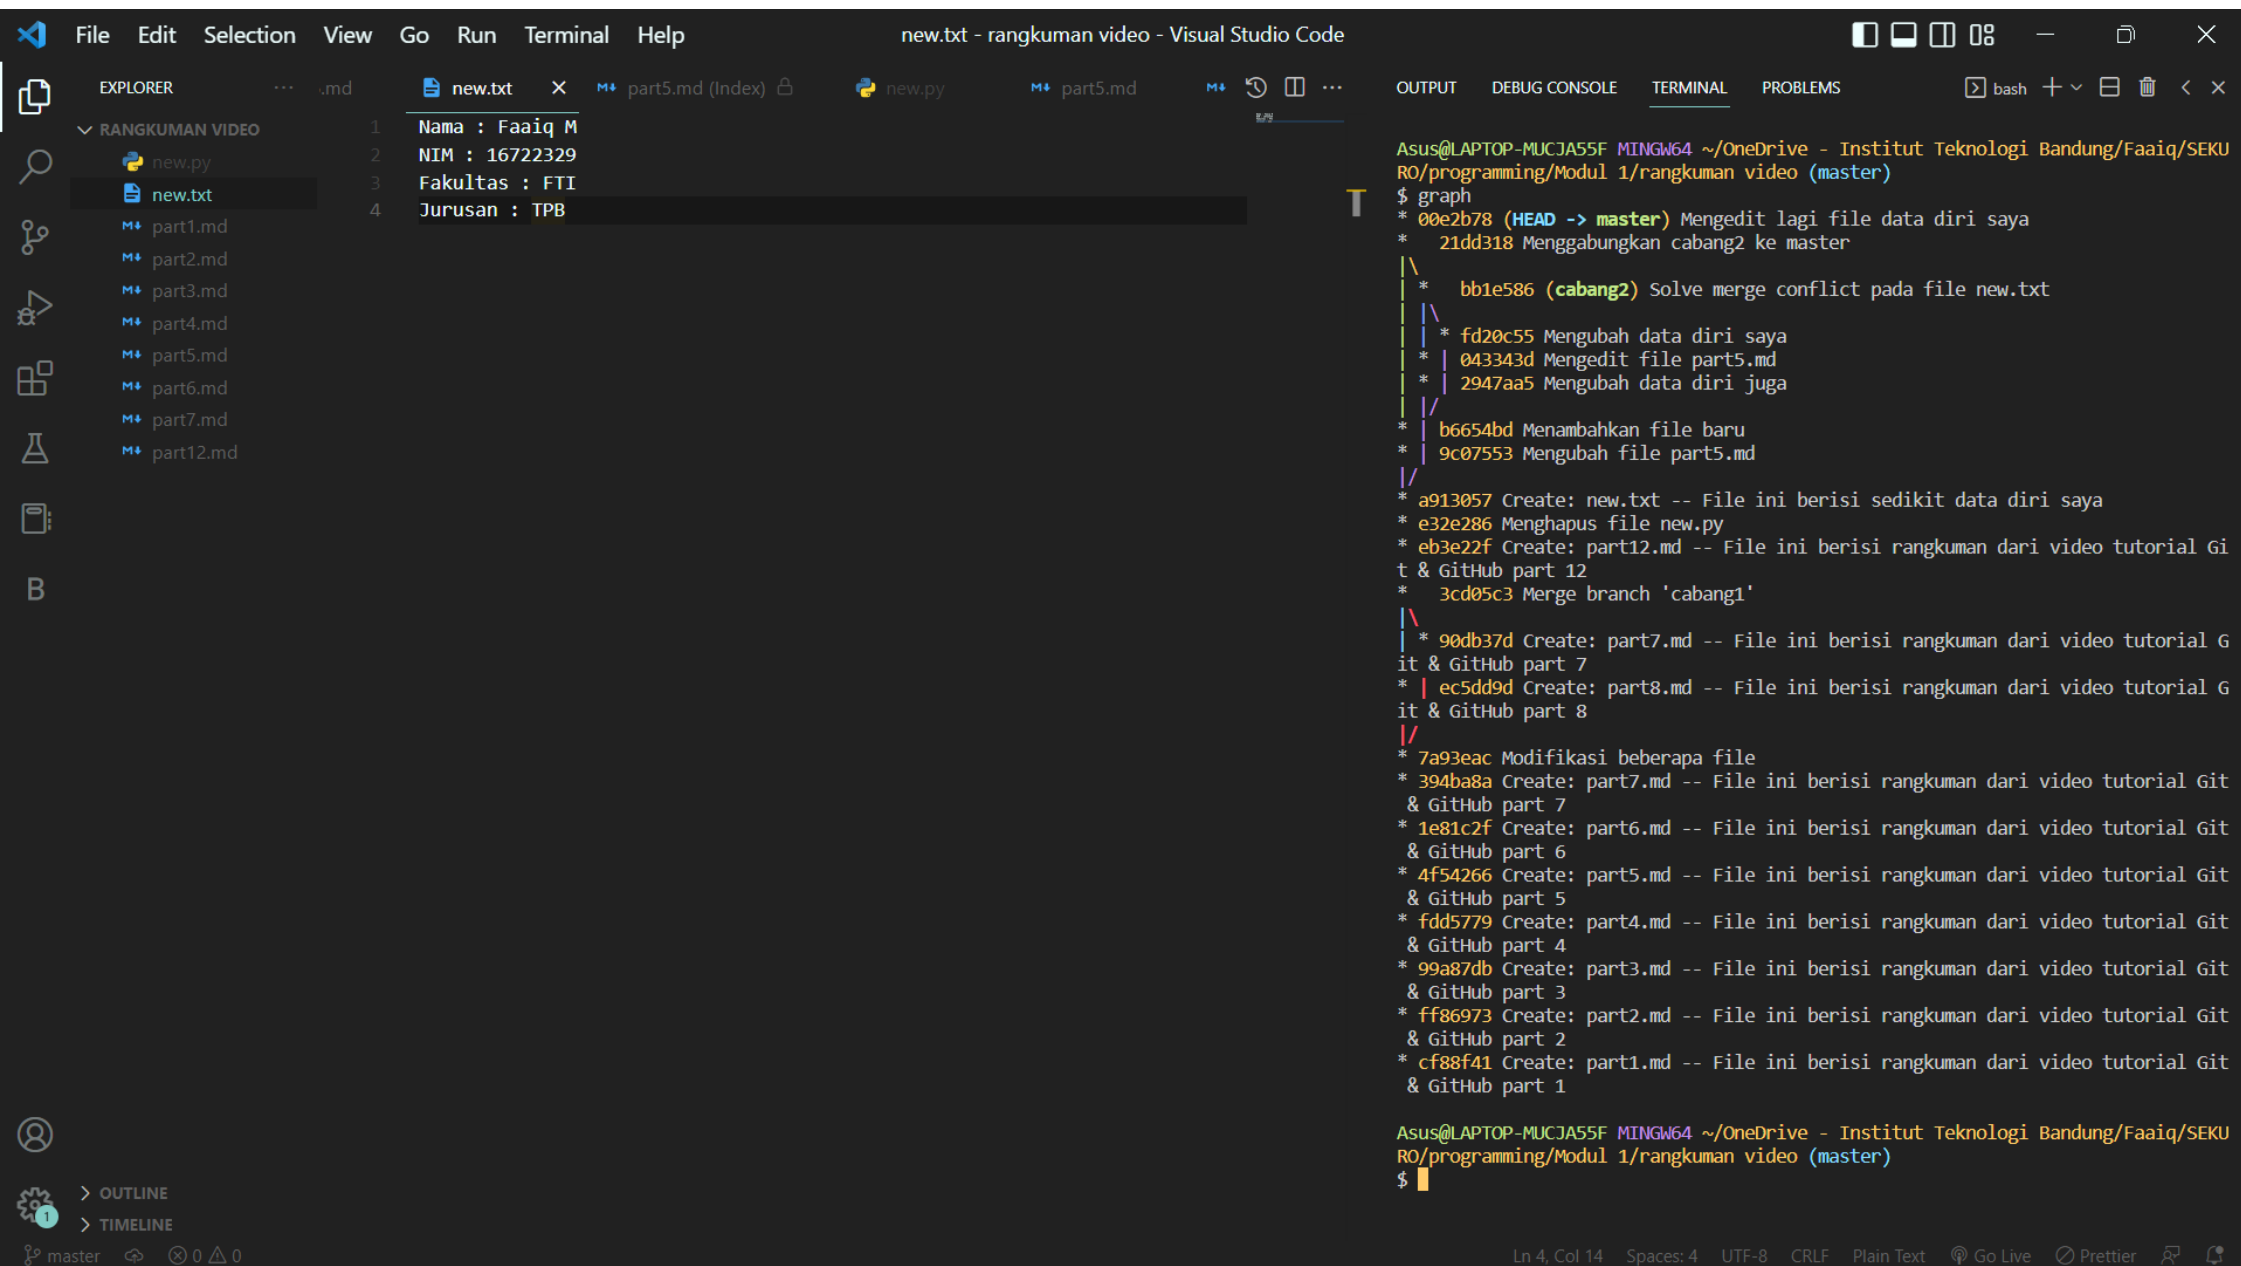 File Edit Selection View Go Run Terminal Help
new.txt - rangkuman video - Visual Studio Code
EXPLORER
RANGKUMAN VIDEO
new.py
new.txt
part1.md
part2.md
part3.md
part4.md
part5.md
part6.md
part7.md
part12.md
OUTLINE
TIMELINE
.md new.txt part5.md (Index) new.py part5.md
1 Nama : Faaiq M
2 NIM : 16722329
3 Fakultas : FTI
4 Jurusan : TPB
OUTPUT DEBUG CONSOLE TERMINAL PROBLEMS bash
Asus@LAPTOP-MUCJA55F MINGW64 ~/OneDrive - Institut Teknologi Bandung/Faaiq/SEKU
RO/programming/Modul 1/rangkuman video (master)
$ graph
* 00e2b78 (HEAD -> master) Mengedit lagi file data diri saya
*   21dd318 Menggabungkan cabang2 ke master
|\
| *   bb1e586 (cabang2) Solve merge conflict pada file new.txt
| |\
| | * fd20c55 Mengubah data diri saya
| * | 043343d Mengedit file part5.md
| * | 2947aa5 Mengubah data diri juga
| |/
* | b6654bd Menambahkan file baru
* | 9c07553 Mengubah file part5.md
|/
* a913057 Create: new.txt -- File ini berisi sedikit data diri saya
* e32e286 Menghapus file new.py
* eb3e22f Create: part12.md -- File ini berisi rangkuman dari video tutorial Gi
t & GitHub part 12
*   3cd05c3 Merge branch 'cabang1'
|\
| * 90db37d Create: part7.md -- File ini berisi rangkuman dari video tutorial G
it & GitHub part 7
* | ec5dd9d Create: part8.md -- File ini berisi rangkuman dari video tutorial G
it & GitHub part 8
|/
* 7a93eac Modifikasi beberapa file
* 394ba8a Create: part7.md -- File ini berisi rangkuman dari video tutorial Git
 & GitHub part 7
* 1e81c2f Create: part6.md -- File ini berisi rangkuman dari video tutorial Git
 & GitHub part 6
* 4f54266 Create: part5.md -- File ini berisi rangkuman dari video tutorial Git
 & GitHub part 5
* fdd5779 Create: part4.md -- File ini berisi rangkuman dari video tutorial Git
 & GitHub part 4
* 99a87db Create: part3.md -- File ini berisi rangkuman dari video tutorial Git
 & GitHub part 3
* ff86973 Create: part2.md -- File ini berisi rangkuman dari video tutorial Git
 & GitHub part 2
* cf88f41 Create: part1.md -- File ini berisi rangkuman dari video tutorial Git
 & GitHub part 1
Asus@LAPTOP-MUCJA55F MINGW64 ~/OneDrive - Institut Teknologi Bandung/Faaiq/SEKU
RO/programming/Modul 1/rangkuman video (master)
$
1
master 0 0 Ln 4, Col 14 Spaces: 4 UTF-8 CRLF Plain Text Go Live Prettier